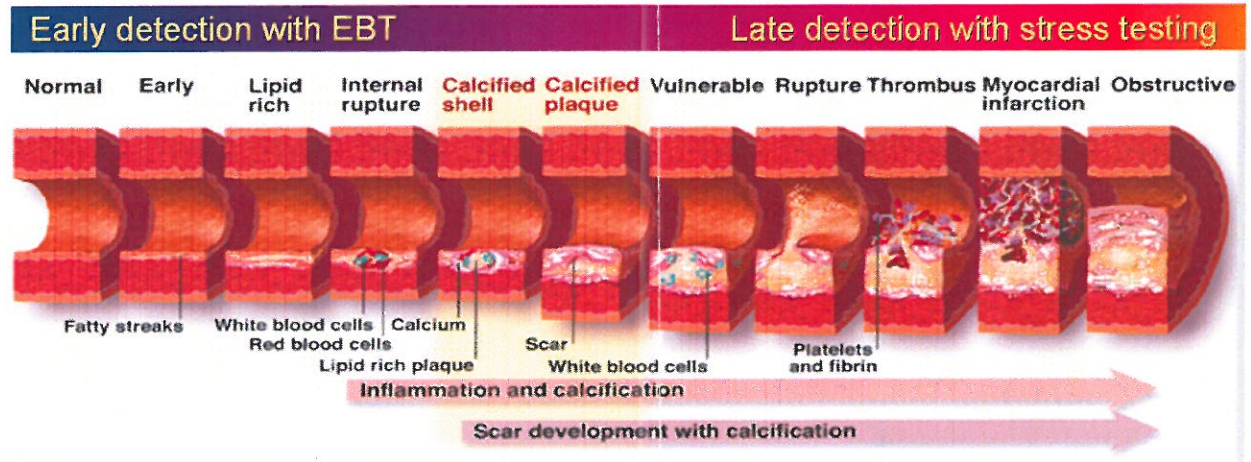 Early detection with EBT
Late detection with stress testing
Normal
Early
Lipid
rich
Internal
rupture
Calcified
shell
Calcified
plaque
Vulnerable
Rupture
Thrombus
Myocardial
infarction
Obstructive
Fatty streaks
White blood cells
Red blood cells
Calcium
Lipid rich plaque
Scar
White blood cells
Platelets
and fibrin
Inflammation and calcification
Scar development with calcification